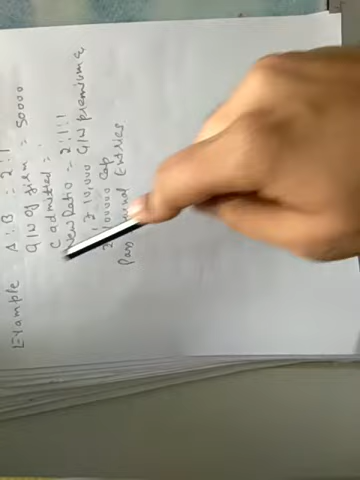 Example A : B = 2 : 1
G/W of firm = 50000
C admitted = :
New Ratio = 2 : 1 : 1
₹ 10,000 G/W premium &
100000 Cap
Pass Entries